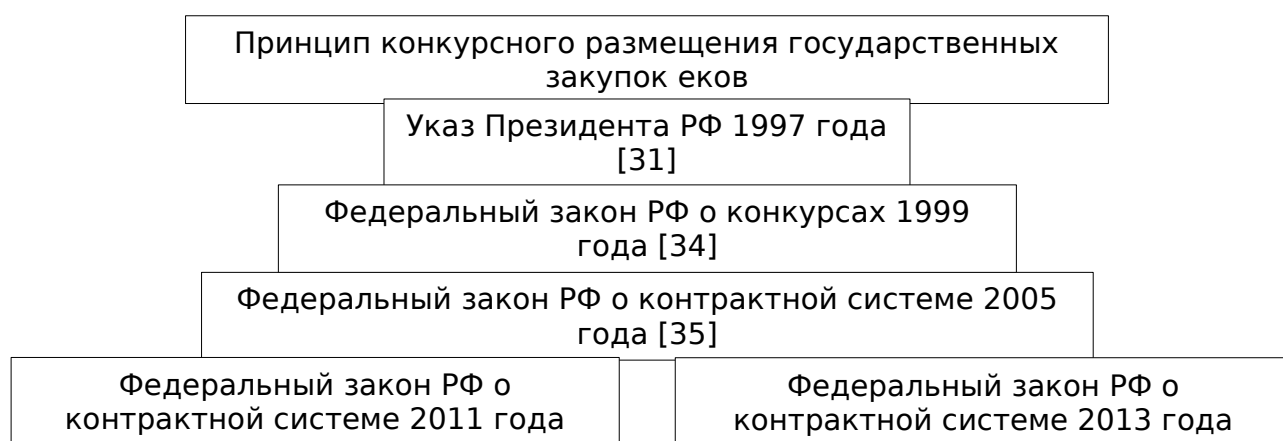 Принцип конкурсного размещения государственных
закупок еков
Указ Президента РФ 1997 года
[31]
Федеральный закон РФ о конкурсах 1999
года [34]
Федеральный закон РФ о контрактной системе 2005
года [35]
Федеральный закон РФ о
контрактной системе 2011 года
Федеральный закон РФ о
контрактной системе 2013 года